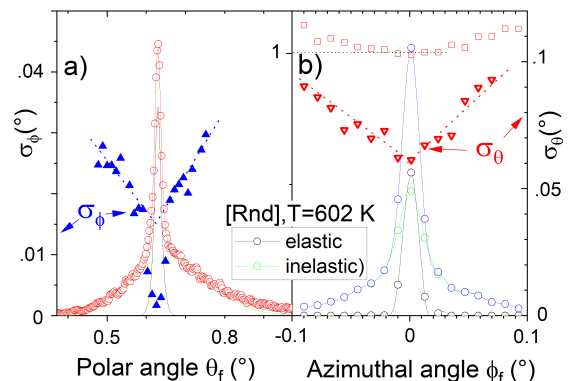 a)
b)
.04
.01
0
σϕ(°)
σϕ
0.5
0.8
Polar angle θf (°)
1
[Rnd],T=602 K
elastic
inelastic)
σθ
.1
.05
0
σθ(°)
-0.1
0
0.1
Azimuthal angle ϕf (°)